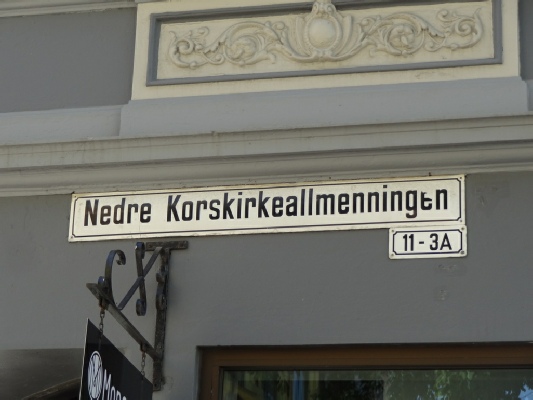 Nedre Korskirkeallmenningen
11 - 3A